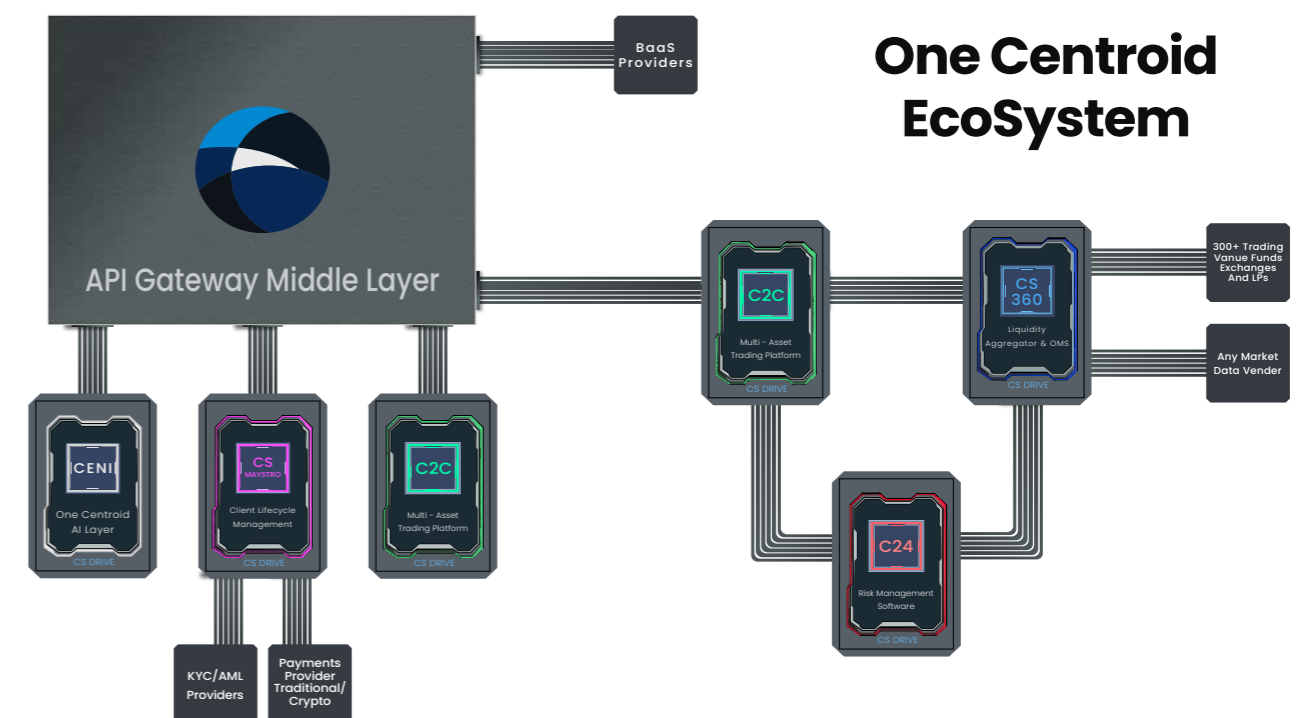 One Centroid
EcoSystem
BaaS
Providers
API Gateway Middle Layer
C2C
Multi - Asset
Trading Platform
CS DRIVE
CS
360
Liquidity
Aggregator & OMS
CS DRIVE
300+ Trading
Vanue Funds
Exchanges
And LPs
Any Market
Data Vender
CENI
One Centroid
AI Layer
CS DRIVE
CS
MAYSTRO
Client Lifecycle
Management
CS DRIVE
C2C
Multi - Asset
Trading Platform
CS DRIVE
C24
Risk Management
Software
CS DRIVE
KYC/AML
Providers
Payments
Provider
Traditional/
Crypto